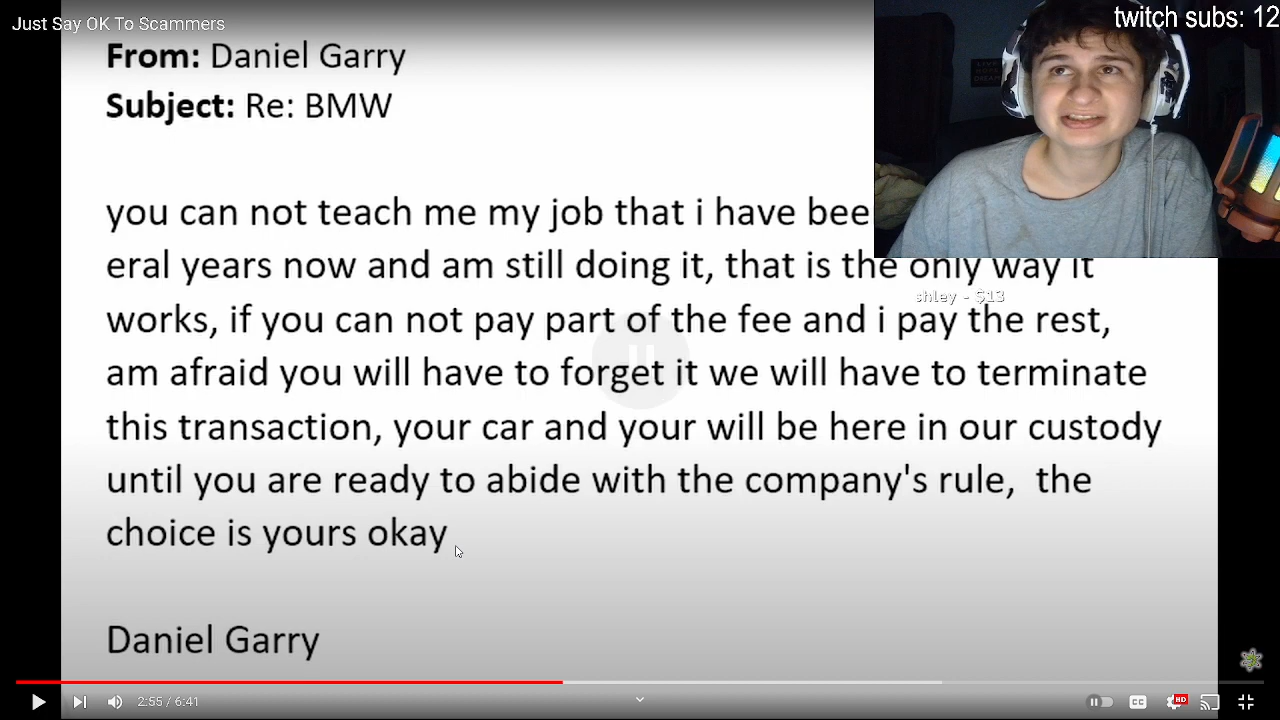 Just Say OK To Scammers
twitch subs: 12
From: Daniel Garry
Subject: Re: BMW
you can not teach me my job that i have bee
eral years now and am still doing it, that is the only way it
shley - $13
works, if you can not pay part of the fee and i pay the rest,
am afraid you will have to forget it we will have to terminate
this transaction, your car and your will be here in our custody
until you are ready to abide with the company's rule,  the
choice is yours okay
Daniel Garry
2:55 / 6:41
CC
HD